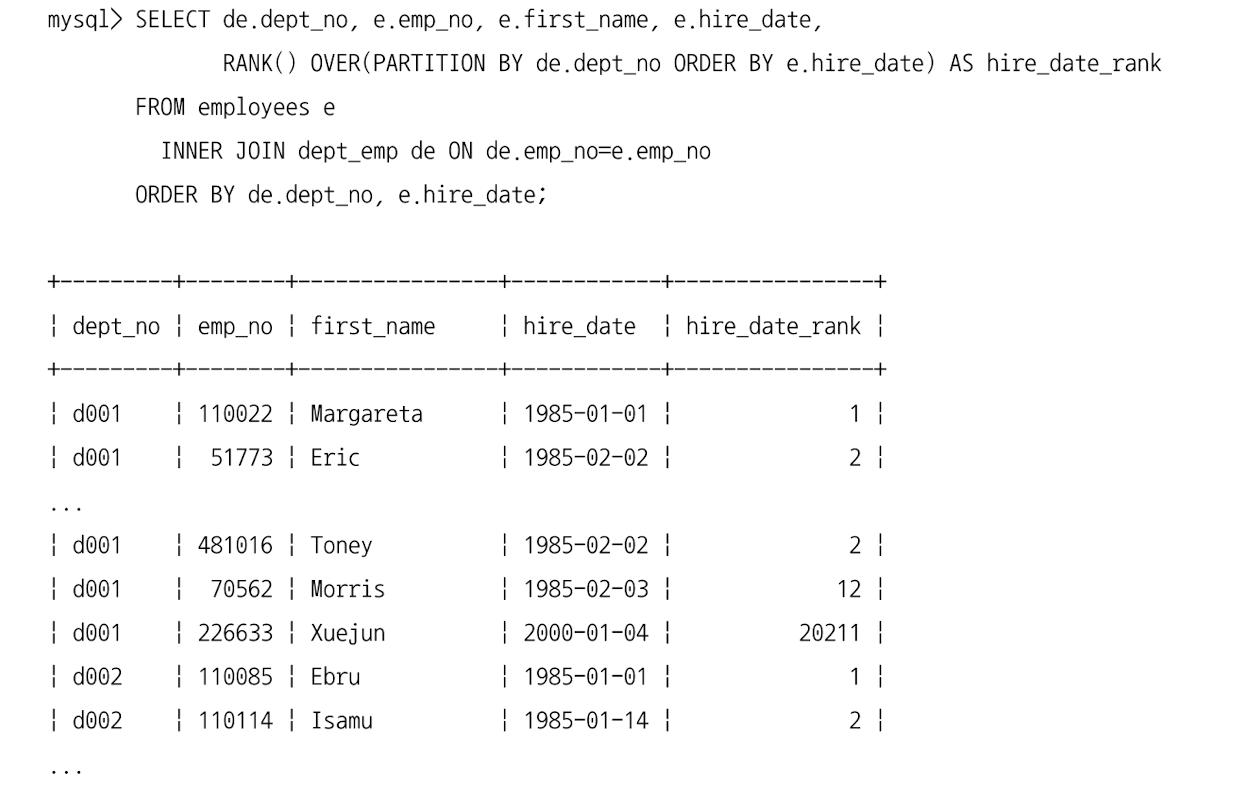 mysql> SELECT de.dept_no, e.emp_no, e.first_name, e.hire_date,
              RANK() OVER(PARTITION BY de.dept_no ORDER BY e.hire_date) AS hire_date_rank
       FROM employees e
         INNER JOIN dept_emp de ON de.emp_no=e.emp_no
       ORDER BY de.dept_no, e.hire_date;
+---------+--------+----------------+------------+----------------+
¦ dept_no ¦ emp_no ¦ first_name     ¦ hire_date  ¦ hire_date_rank ¦
+---------+--------+----------------+------------+----------------+
¦ d001    ¦ 110022 ¦ Margareta      ¦ 1985-01-01 ¦              1 ¦
¦ d001    ¦  51773 ¦ Eric           ¦ 1985-02-02 ¦              2 ¦
...
¦ d001    ¦ 481016 ¦ Toney          ¦ 1985-02-02 ¦              2 ¦
¦ d001    ¦  70562 ¦ Morris         ¦ 1985-02-03 ¦             12 ¦
¦ d001    ¦ 226633 ¦ Xuejun         ¦ 2000-01-04 ¦          20211 ¦
¦ d002    ¦ 110085 ¦ Ebru           ¦ 1985-01-01 ¦              1 ¦
¦ d002    ¦ 110114 ¦ Isamu          ¦ 1985-01-14 ¦              2 ¦
...